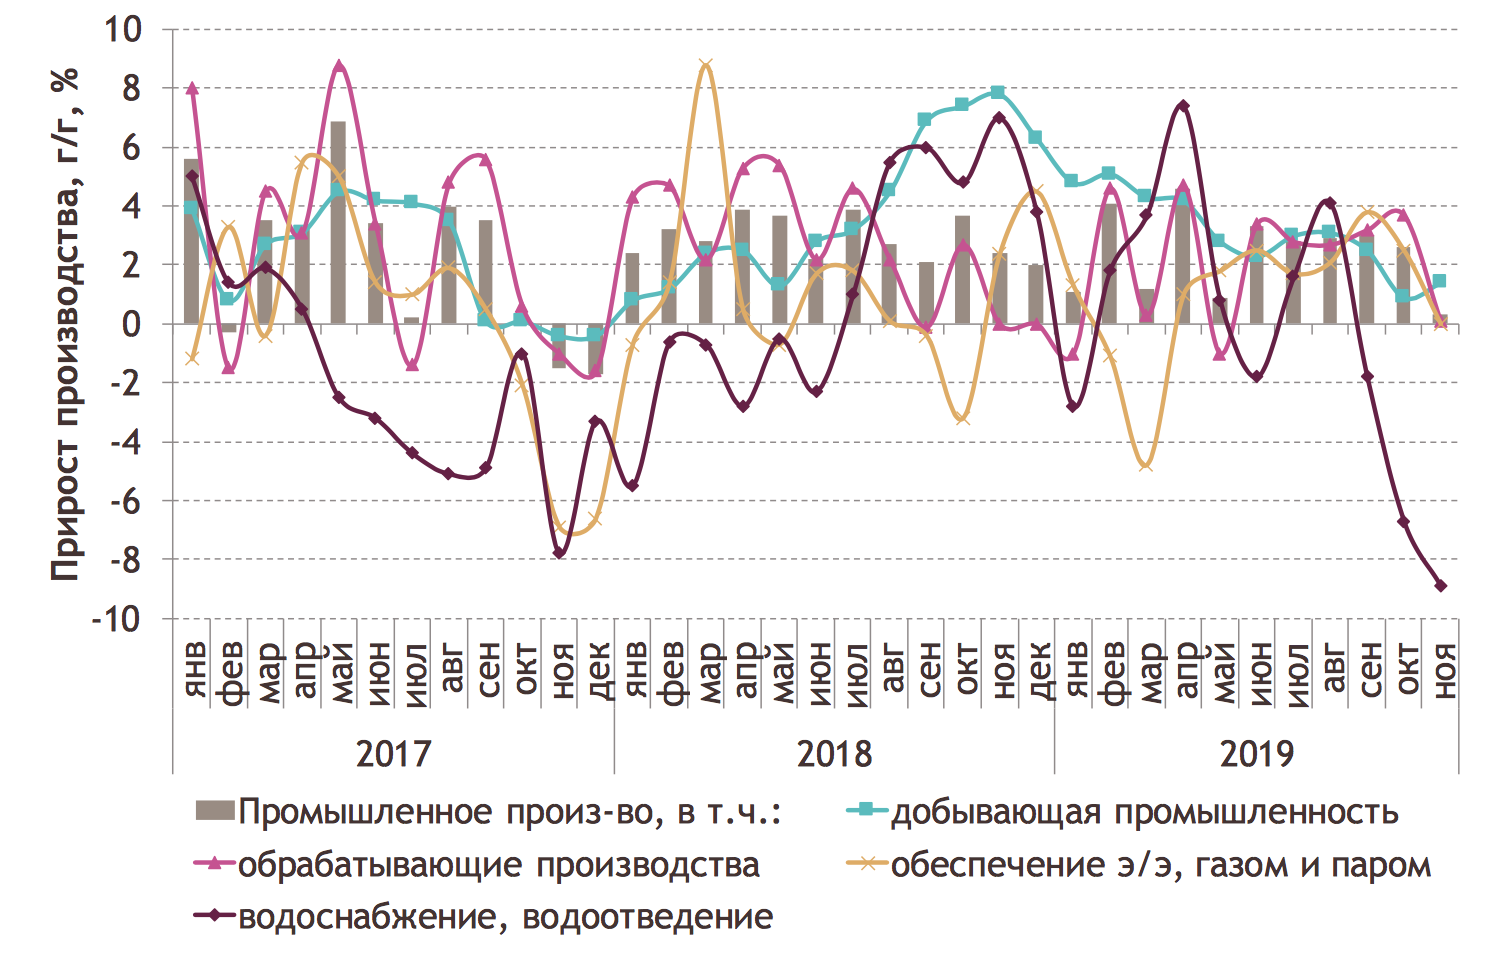 Прирост производства, г/г, %
10
8
6
4
2
0
-2
-4
-6
-8
-10
янв фев мар апр май июн июл авг сен окт ноя дек янв фев мар апр май июн июл авг сен окт ноя дек янв фев мар апр май июн июл авг сен окт ноя
2017 2018 2019
Промышленное произ-во, в т.ч.: добывающая промышленность
обрабатывающие производства обеспечение э/э, газом и паром
водоснабжение, водоотведение